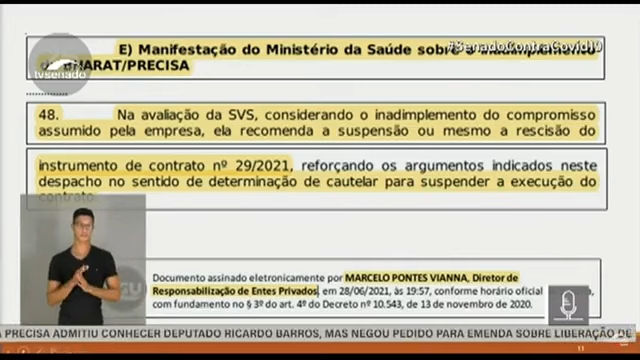 #SenadoContraCovid19
E) Manifestação do Ministério da Saúde sobre o inadimplemento
BHARAT/PRECISA
tvsenado
48. Na avaliação da SVS, considerando o inadimplemento do compromisso
assumido pela empresa, ela recomenda a suspensão ou mesmo a rescisão do
instrumento de contrato nº 29/2021, reforçando os argumentos indicados neste
despacho no sentido de determinação de cautelar para suspender a execução do
contrato
Documento assinado eletronicamente por MARCELO PONTES VIANNA, Diretor de
Responsabilização de Entes Privados, em 28/06/2021, às 19:57, conforme horário oficial
com fundamento no § 3º do art. 4º do Decreto nº 10.543, de 13 de novembro de 2020.
A PRECISA ADMITIU CONHECER DEPUTADO RICARDO BARROS, MAS NEGOU PEDIDO PARA EMENDA SOBRE LIBERAÇÃO DE
11